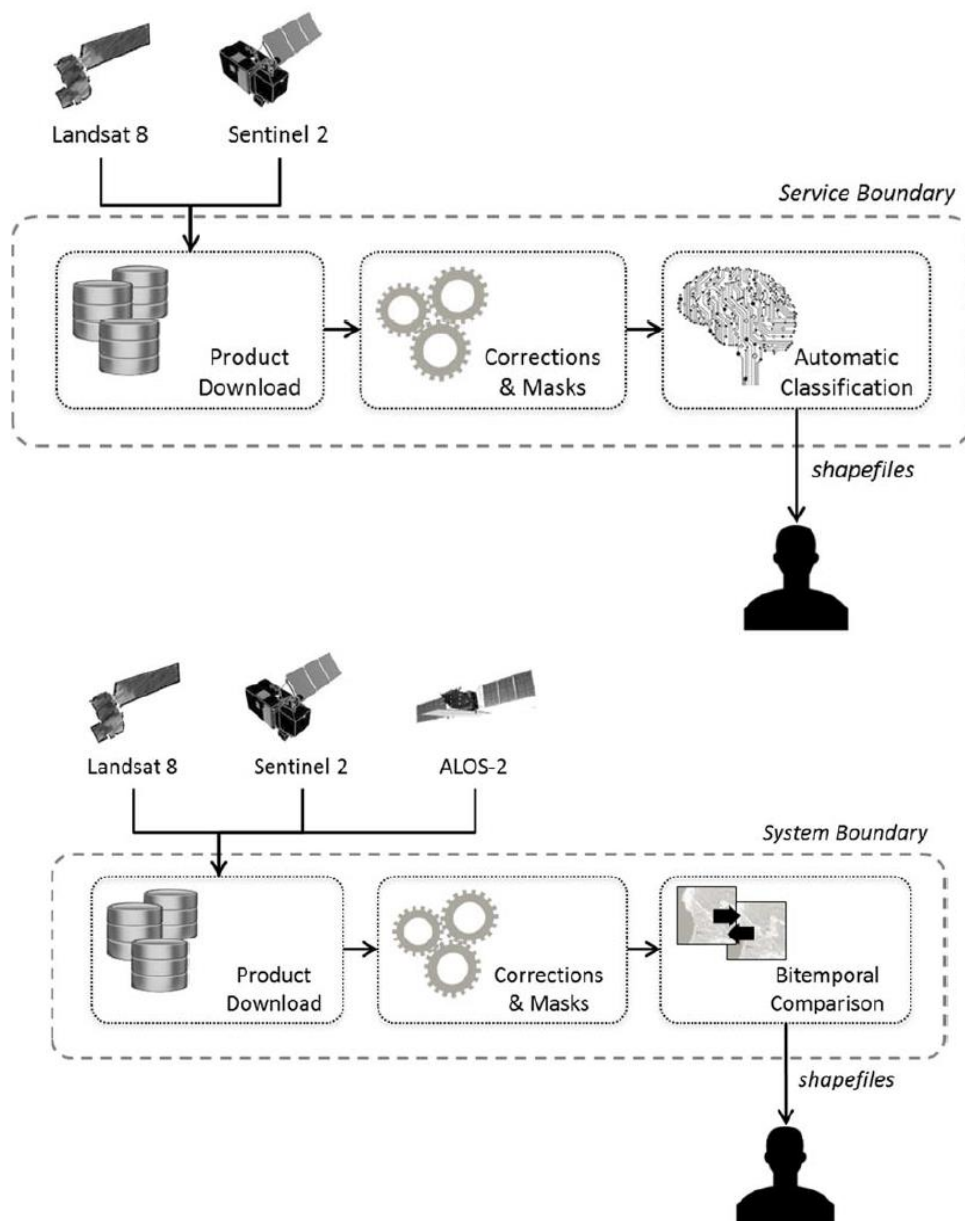 Landsat 8
Sentinel 2
Service Boundary
Product
Download
Corrections
& Masks
Automatic
Classification
shapefiles
Landsat 8
Sentinel 2
ALOS-2
System Boundary
Product
Download
Corrections
& Masks
Bitemporal
Comparison
shapefiles